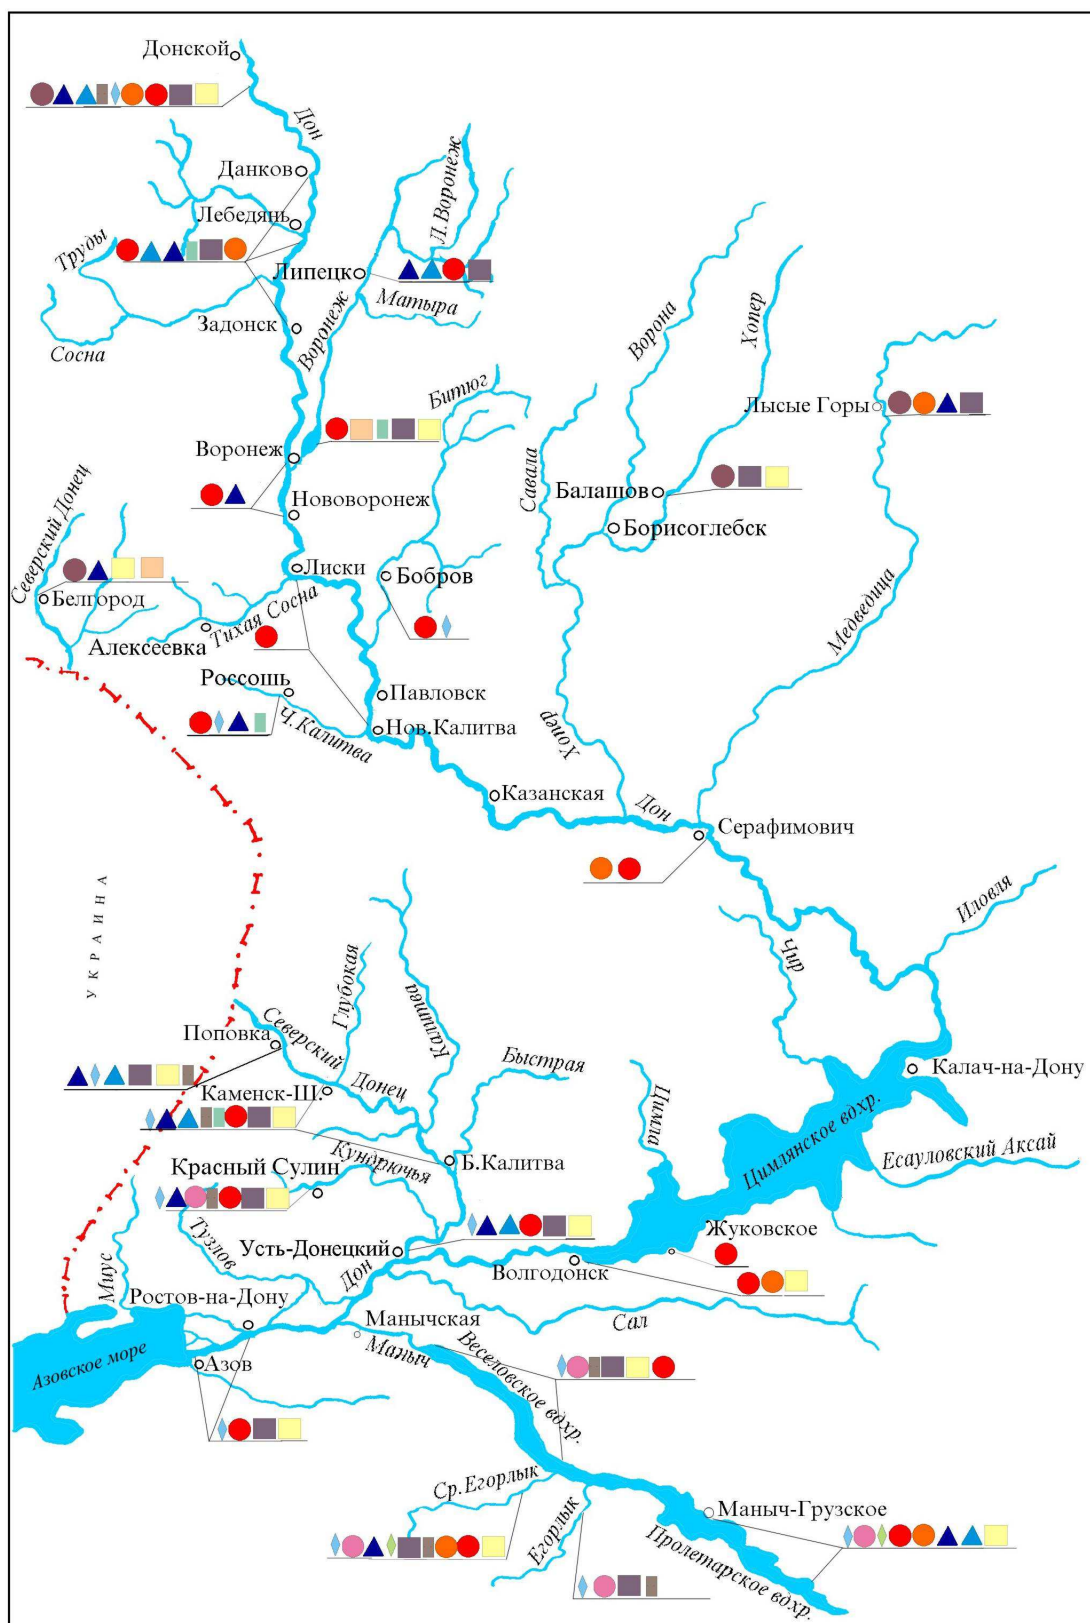 Донской
Дон
Данков
Л.Воронеж
Лебедянь
Труды
Липецк
Матыра
Задонск
Воронеж
Сосна
Ворона
Хопер
Битюг
Лысые Горы
Воронеж
Савала
Балашов
Нововоронеж
Борисоглебск
Северский Донец
Лиски
Бобров
Белгород
Тихая Сосна
Алексеевка
Медведица
Россошь
Павловск
Ч.Калитва
Нов.Калитва
Хопер
Казанская
Дон
Серафимович
УКРАИНА
Иловля
Чир
Глубокая
Калитва
Северский
Поповка
Быстрая
Донец
Калач-на-Дону
Каменск-Ш.
Цимла
Цимлянское вдхр.
Кундрючья
Б.Калитва
Есауловский Аксай
Красный Сулин
Тузлов
Усть-Донецкий
Жуковское
Дон
Волгодонск
Миус
Ростов-на-Дону
Манычская
Сал
Маныч
Азовское море
Азов
Веселовское вдхр.
Ср.Егорлык
Егорлык
Маныч-Грузское
Пролетарское вдхр.